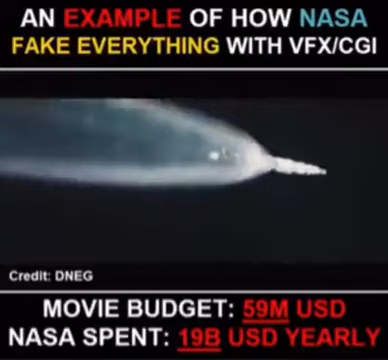 AN EXAMPLE OF HOW NASA
FAKE EVERYTHING WITH VFX/CGI
Credit: DNEG
MOVIE BUDGET: 59M USD
NASA SPENT: 19B USD YEARLY